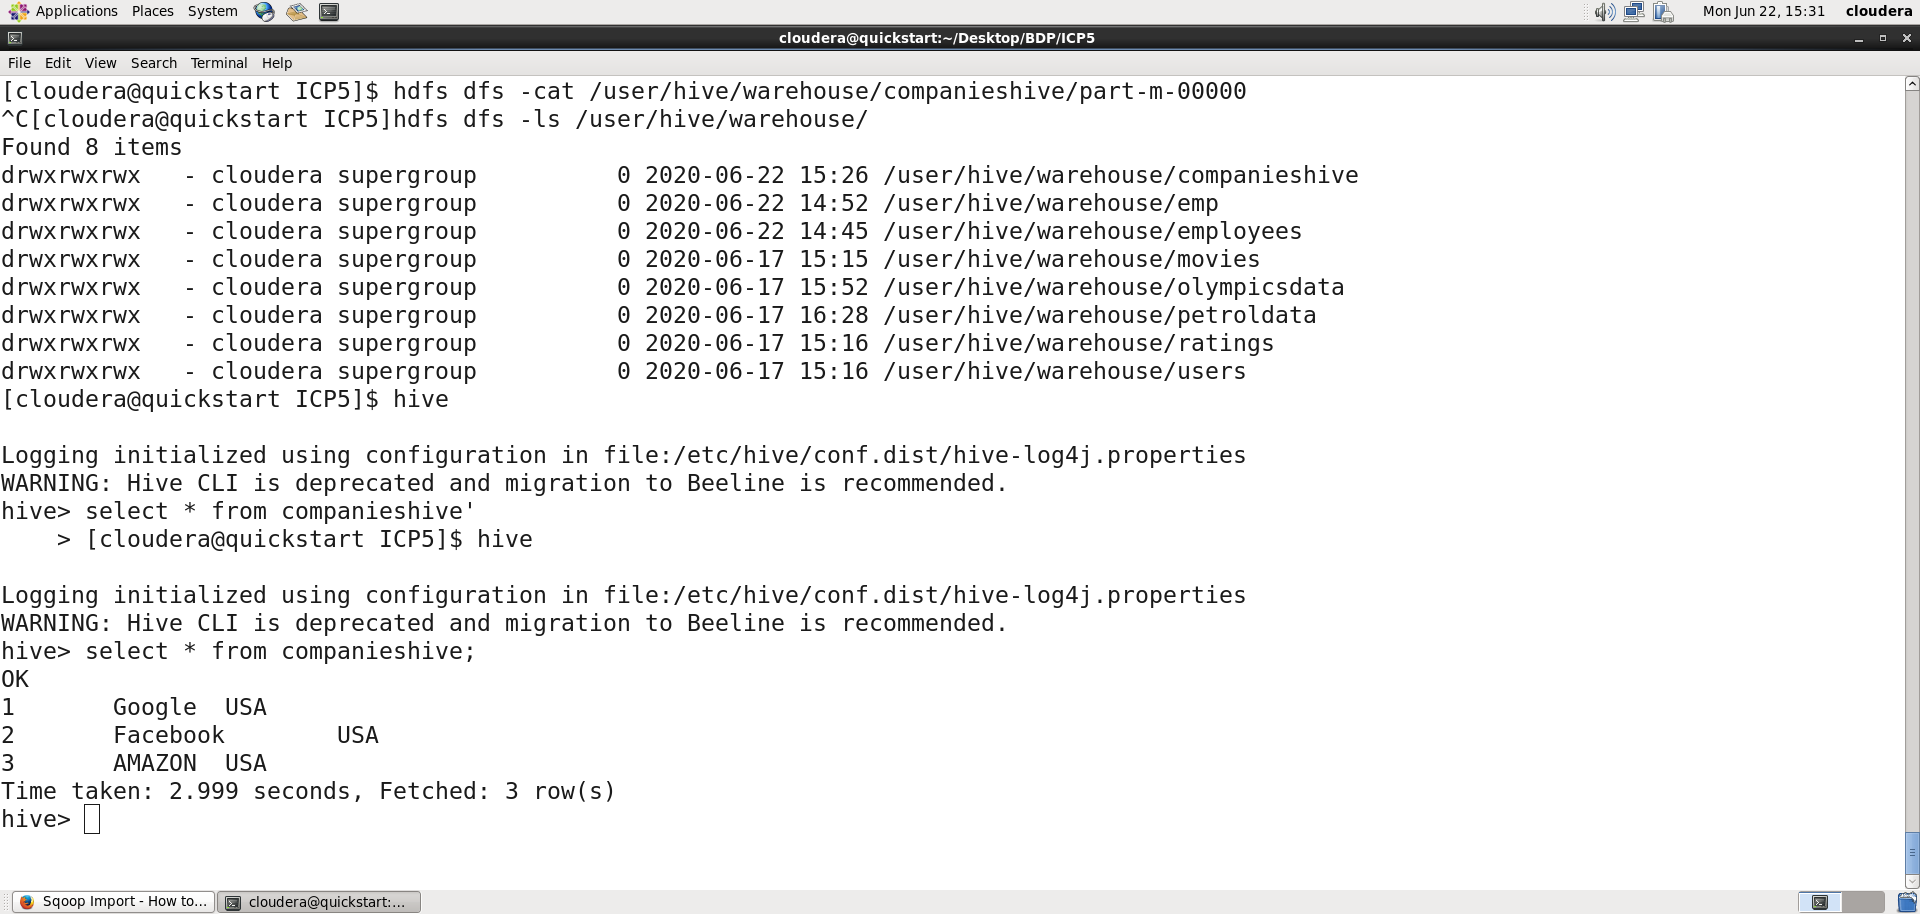 Applications Places System Mon Jun 22, 15:31 cloudera
cloudera@quickstart:~/Desktop/BDP/ICP5
File Edit View Search Terminal Help
[cloudera@quickstart ICP5]$ hdfs dfs -cat /user/hive/warehouse/companieshive/part-m-00000
^C[cloudera@quickstart ICP5]hdfs dfs -ls /user/hive/warehouse/
Found 8 items
drwxrwxrwx   - cloudera supergroup          0 2020-06-22 15:26 /user/hive/warehouse/companieshive
drwxrwxrwx   - cloudera supergroup          0 2020-06-22 14:52 /user/hive/warehouse/emp
drwxrwxrwx   - cloudera supergroup          0 2020-06-22 14:45 /user/hive/warehouse/employees
drwxrwxrwx   - cloudera supergroup          0 2020-06-17 15:15 /user/hive/warehouse/movies
drwxrwxrwx   - cloudera supergroup          0 2020-06-17 15:52 /user/hive/warehouse/olympicsdata
drwxrwxrwx   - cloudera supergroup          0 2020-06-17 16:28 /user/hive/warehouse/petroldata
drwxrwxrwx   - cloudera supergroup          0 2020-06-17 15:16 /user/hive/warehouse/ratings
drwxrwxrwx   - cloudera supergroup          0 2020-06-17 15:16 /user/hive/warehouse/users
[cloudera@quickstart ICP5]$ hive
Logging initialized using configuration in file:/etc/hive/conf.dist/hive-log4j.properties
WARNING: Hive CLI is deprecated and migration to Beeline is recommended.
hive> select * from companieshive'
    > [cloudera@quickstart ICP5]$ hive
Logging initialized using configuration in file:/etc/hive/conf.dist/hive-log4j.properties
WARNING: Hive CLI is deprecated and migration to Beeline is recommended.
hive> select * from companieshive;
OK
1       Google  USA
2       Facebook        USA
3       AMAZON  USA
Time taken: 2.999 seconds, Fetched: 3 row(s)
hive>
Sqoop Import - How to... cloudera@quickstart:...